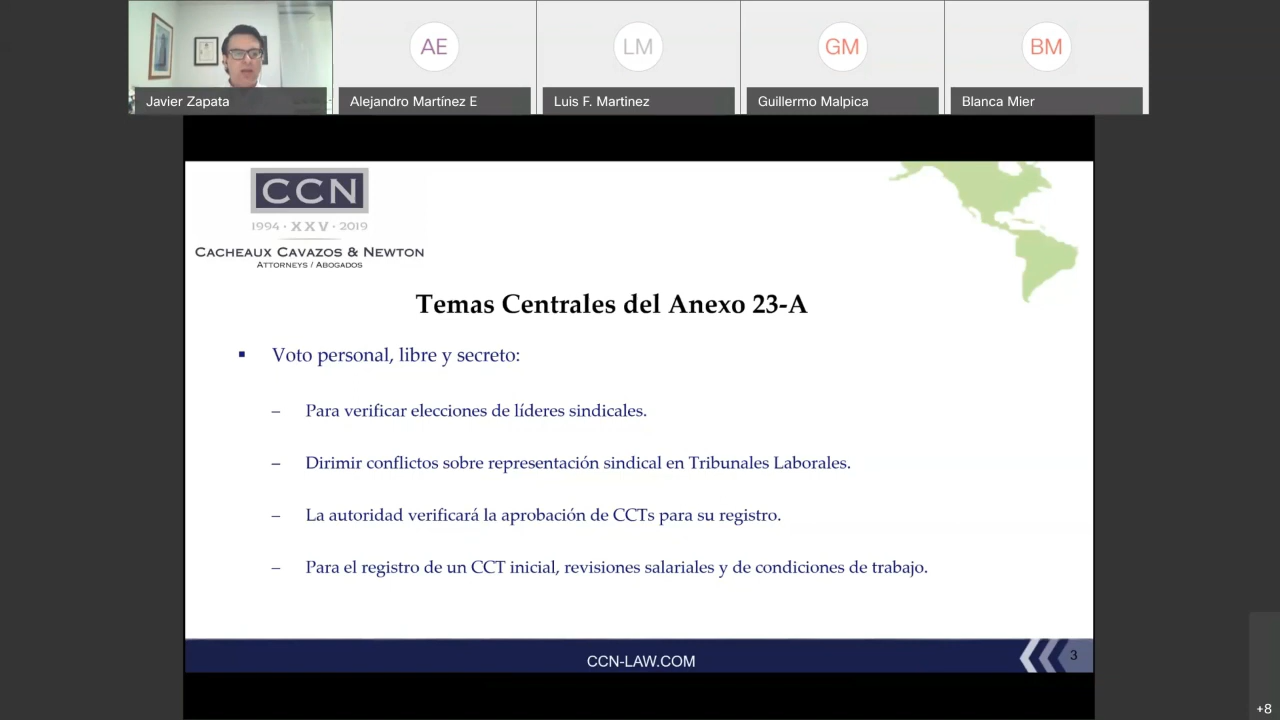 AE
LM
GM
BM
Javier Zapata
Alejandro Martínez E
Luis F. Martinez
Guillermo Malpica
Blanca Mier
CCN
1994 · XXV · 2019
CACHEAUX CAVAZOS & NEWTON
ATTORNEYS / ABOGADOS
Temas Centrales del Anexo 23-A
▪ Voto personal, libre y secreto:
– Para verificar elecciones de líderes sindicales.
– Dirimir conflictos sobre representación sindical en Tribunales Laborales.
– La autoridad verificará la aprobación de CCTs para su registro.
– Para el registro de un CCT inicial, revisiones salariales y de condiciones de trabajo.
CCN-LAW.COM
3
+8